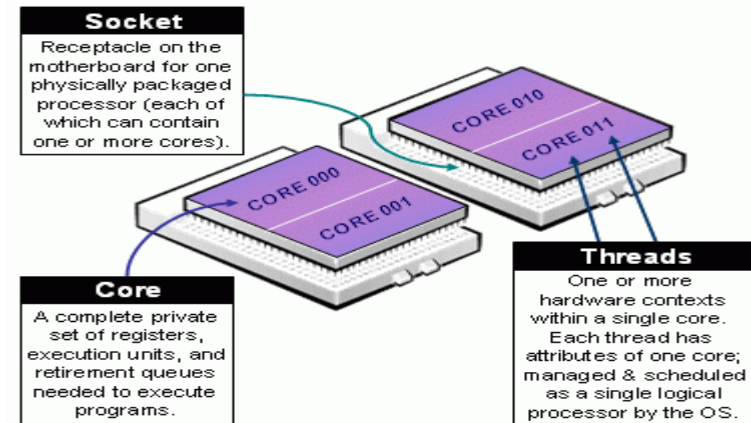 Socket
Receptacle on the
motherboard for one
physically packaged
processor (each of
which can contain
one or more cores).
CORE 010
CORE 011
CORE 000
CORE 001
Core
A complete private
set of registers,
execution units, and
retirement queues
needed to execute
programs.
Threads
One or more
hardware contexts
within a single core.
Each thread has
attributes of one core;
managed & scheduled
as a single logical
processor by the OS.